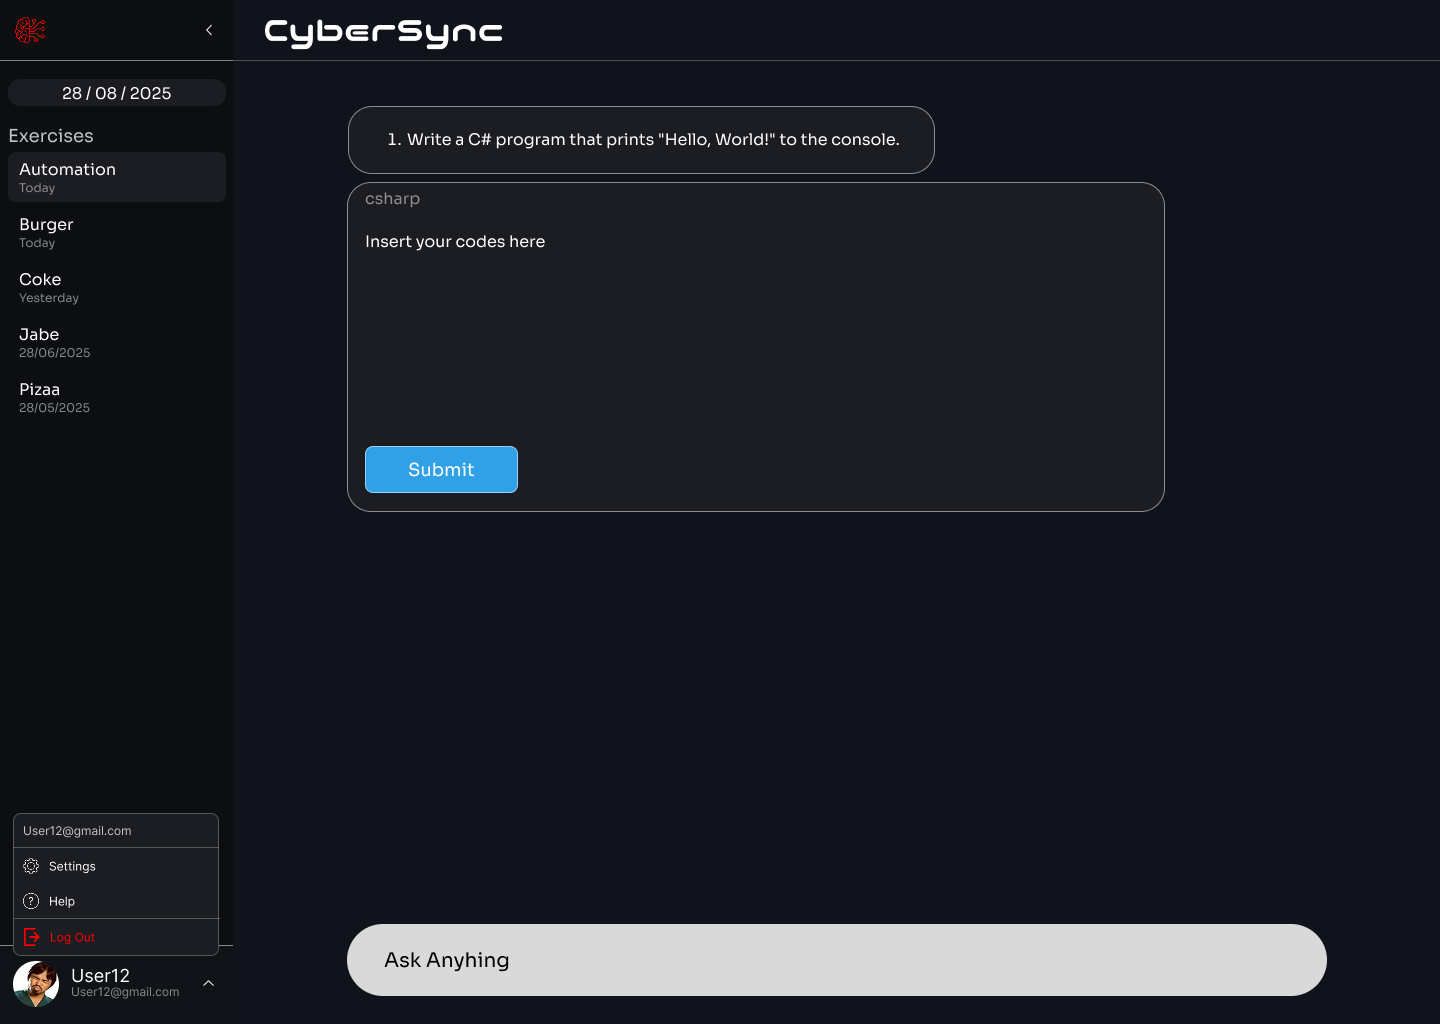 CyberSync
28 / 08 / 2025
Exercises
Automation
Today
Burger
Today
Coke
Yesterday
Jabe
28/06/2025
Pizaa
28/05/2025
User12@gmail.com
Settings
? Help
Log Out
User12
User12@gmail.com
1. Write a C# program that prints "Hello, World!" to the console.
csharp
Insert your codes here
Submit
Ask Anyhing